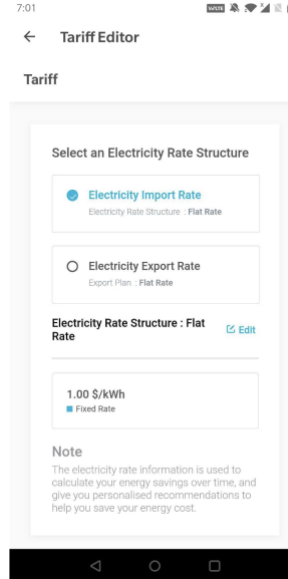 7:01
Tariff Editor
Tariff
Select an Electricity Rate Structure
Electricity Import Rate
Electricity Rate Structure : Flat Rate
Electricity Export Rate
Export Plan : Flat Rate
Electricity Rate Structure : Flat
Rate
Edit
1.00 $/kWh
Fixed Rate
Note
The electricity rate information is used to
calculate your energy savings over time, and
give you personalised recommendations to
help you save your energy cost.